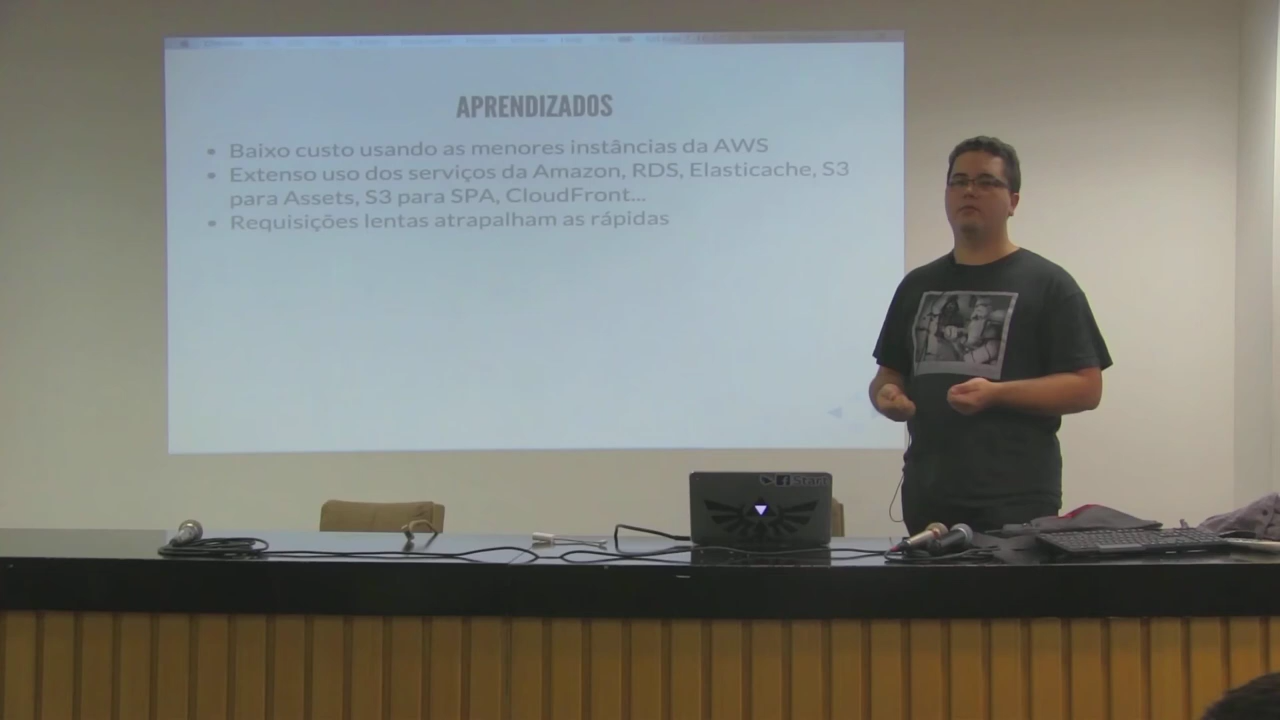 APRENDIZADOS
• Baixo custo usando as menores instâncias da AWS
• Extenso uso dos serviços da Amazon, RDS, Elasticache, S3
para Assets, S3 para SPA, CloudFront...
• Requisições lentas atrapalham as rápidas
Start